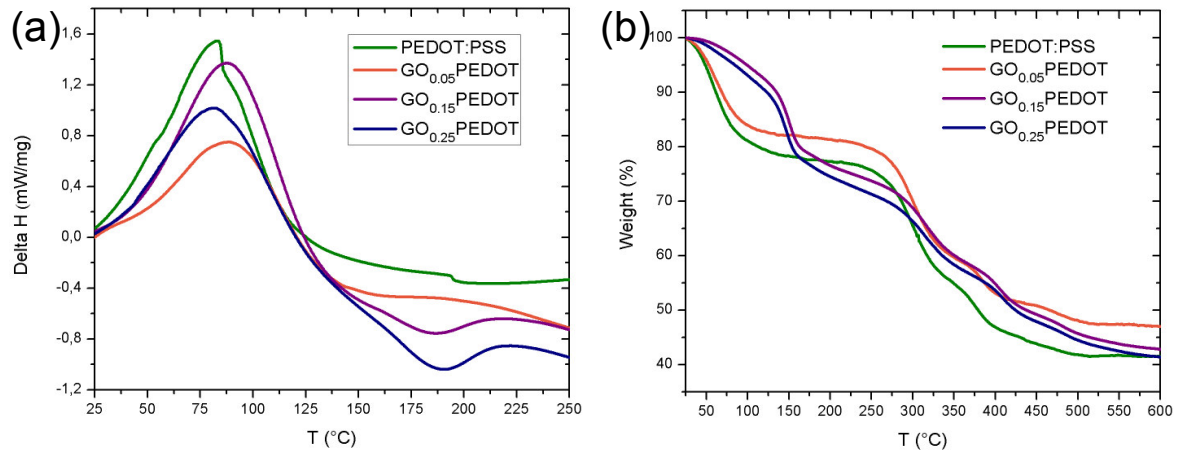 (a)
1,6
1,2
0,8
0,4
0,0
-0,4
-0,8
-1,2
Delta H (mW/mg)
25 50 75 100 125 150 175 200 225 250
T (°C)
PEDOT:PSS
GO0.05PEDOT
GO0.15PEDOT
GO0.25PEDOT
(b)
100
90
80
70
60
50
40
Weight (%)
50 100 150 200 250 300 350 400 450 500 550 600
T (°C)
PEDOT:PSS
GO0.05PEDOT
GO0.15PEDOT
GO0.25PEDOT